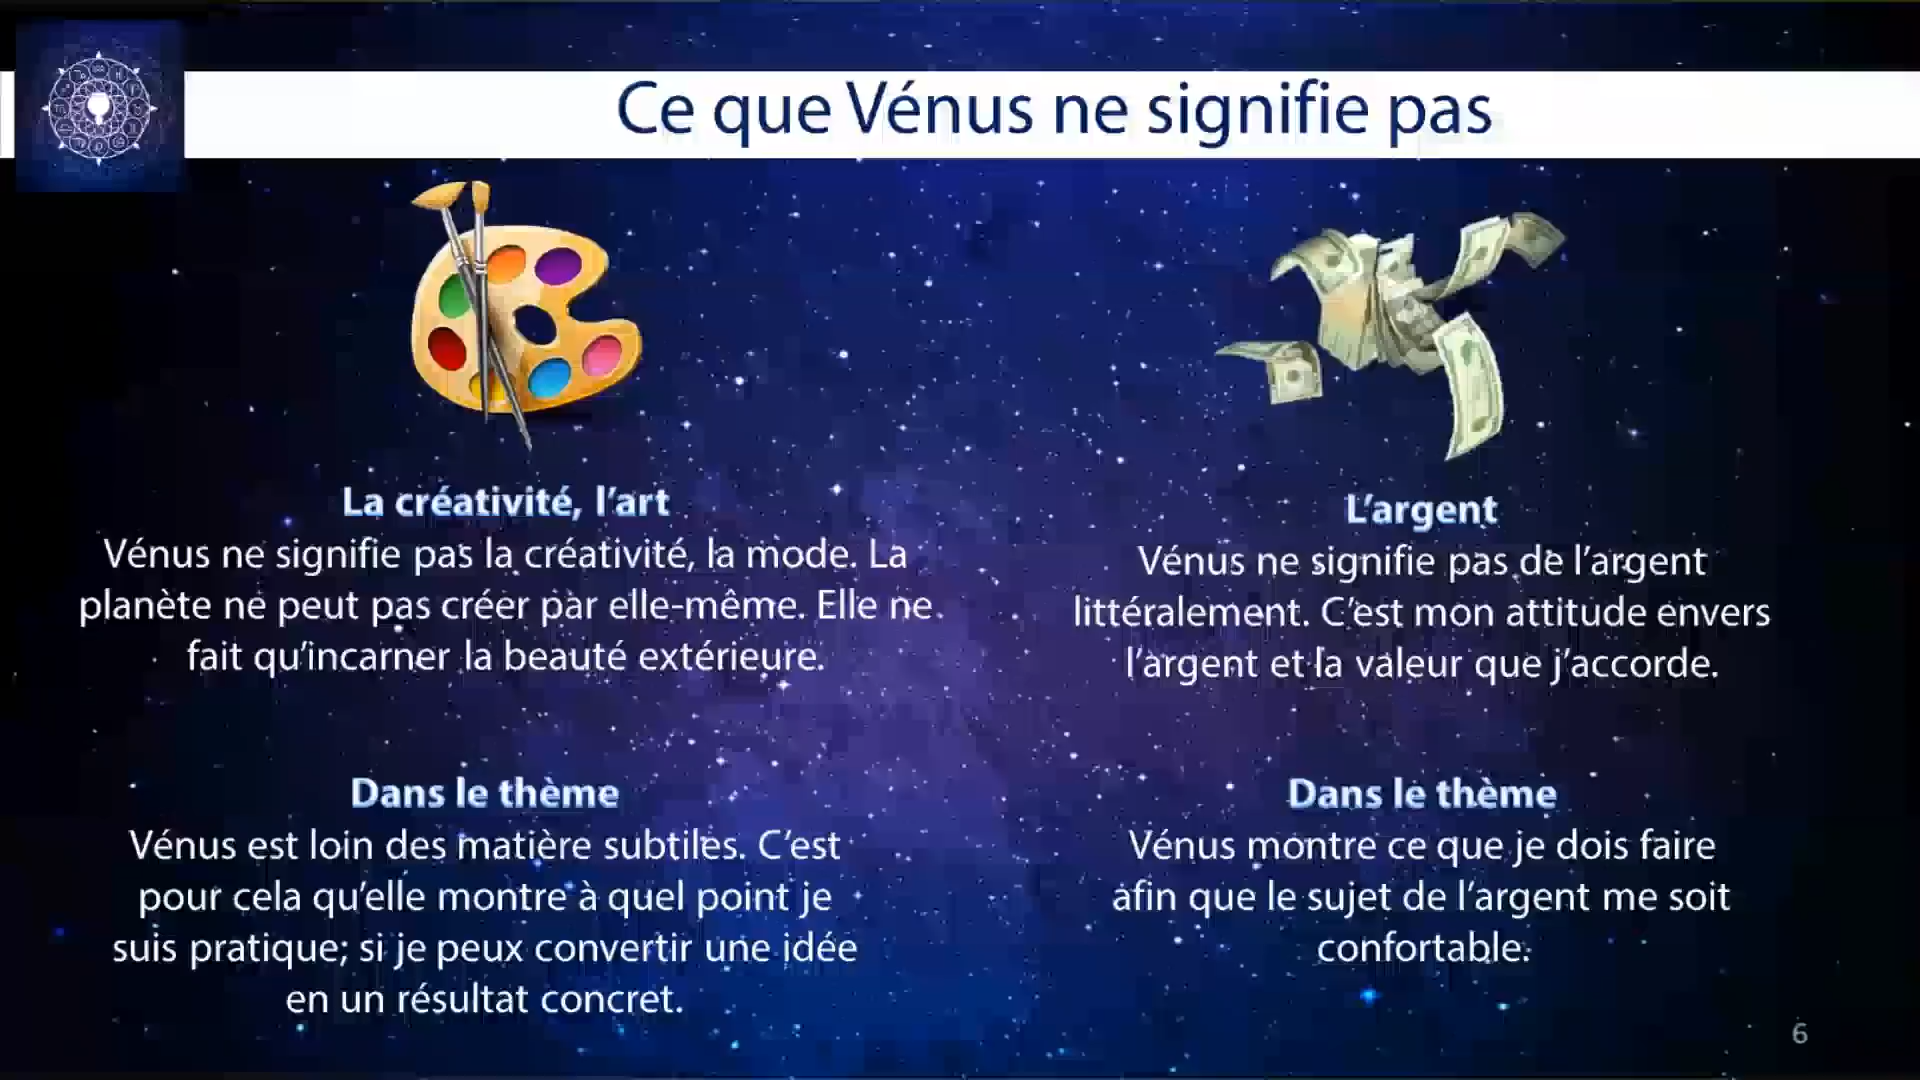 Ce que Vénus ne signifie pas
La créativité, l’art
Vénus ne signifie pas la créativité, la mode. La
planète ne peut pas créer par elle-même. Elle ne
fait qu’incarner la beauté extérieure.
Dans le thème
Vénus est loin des matière subtiles. C’est
pour cela qu’elle montre à quel point je
suis pratique; si je peux convertir une idée
en un résultat concret.
L’argent
Vénus ne signifie pas de l’argent
littéralement. C’est mon attitude envers
l’argent et la valeur que j’accorde.
Dans le thème
Vénus montre ce que je dois faire
afin que le sujet de l’argent me soit
confortable.
6